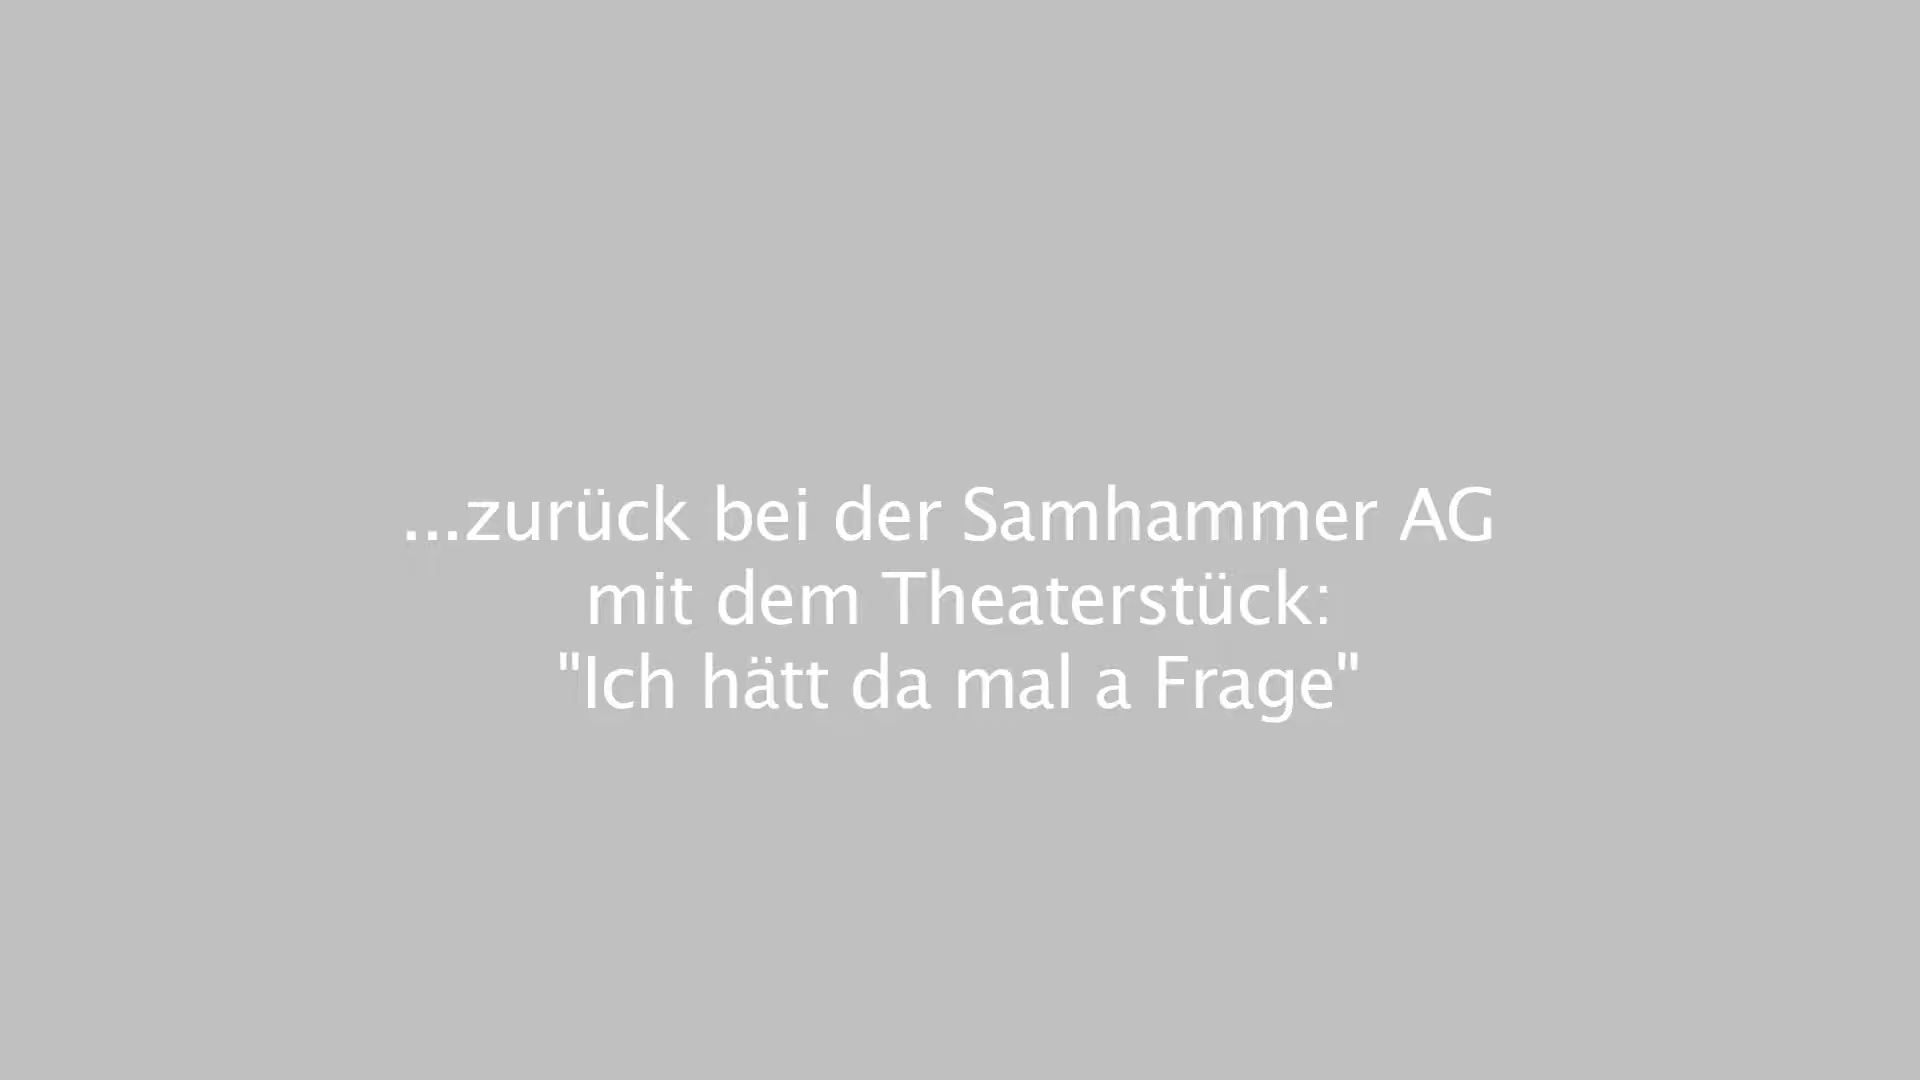 ...zurück bei der Samhammer AG
mit dem Theaterstück:
"Ich hätt da mal a Frage"